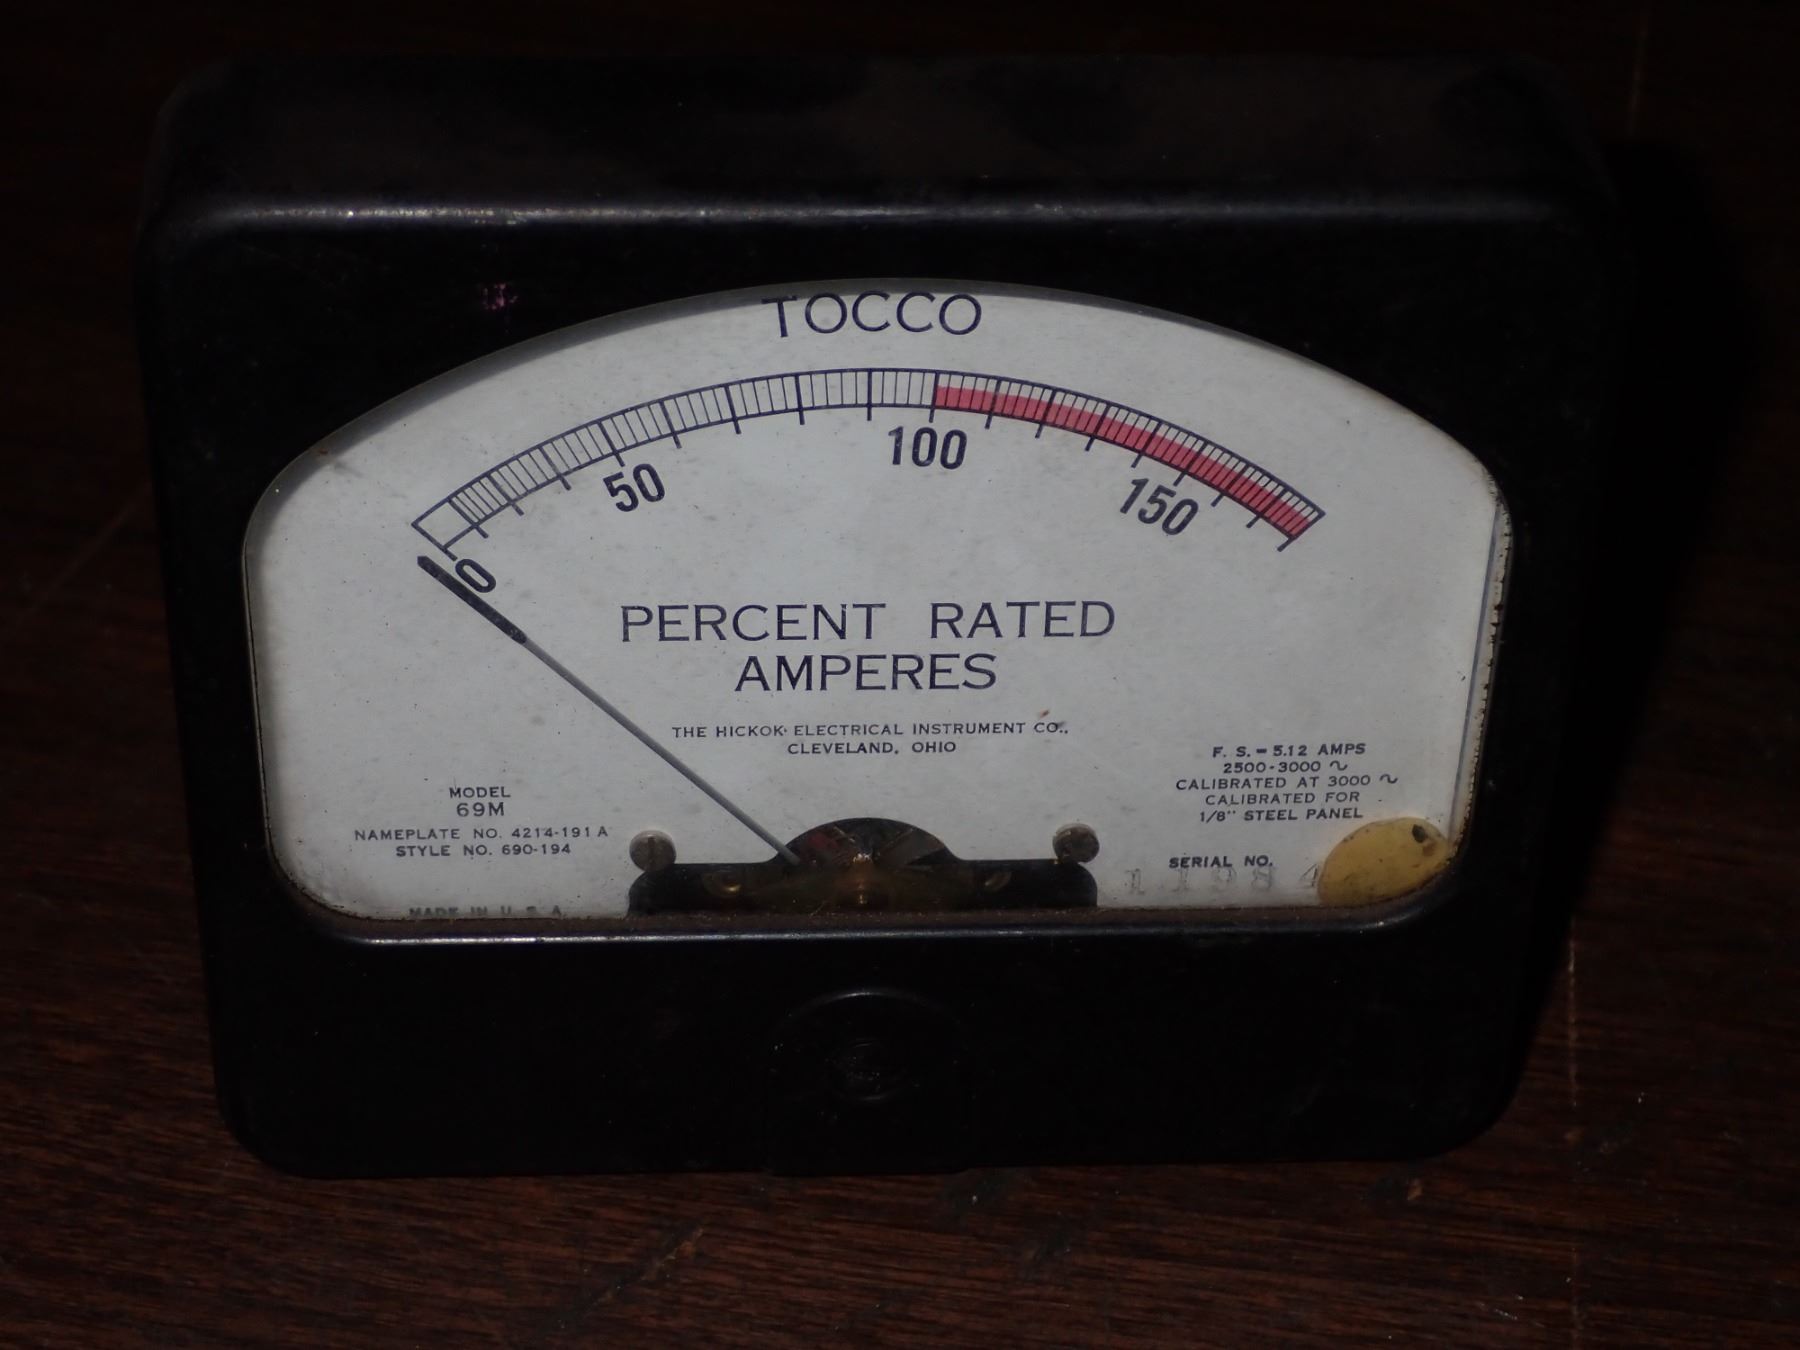 TOCCO
0
50
100
150
PERCENT RATED
AMPERES
THE HICKOK ELECTRICAL INSTRUMENT CO.,
CLEVELAND, OHIO
MODEL
69M
NAMEPLATE NO. 4214-191 A
STYLE NO. 690-194
MADE IN U. S. A.
F. S. = 5.12 AMPS
2500-3000 ∿
CALIBRATED AT 3000 ∿
CALIBRATED FOR
1/8" STEEL PANEL
SERIAL NO.